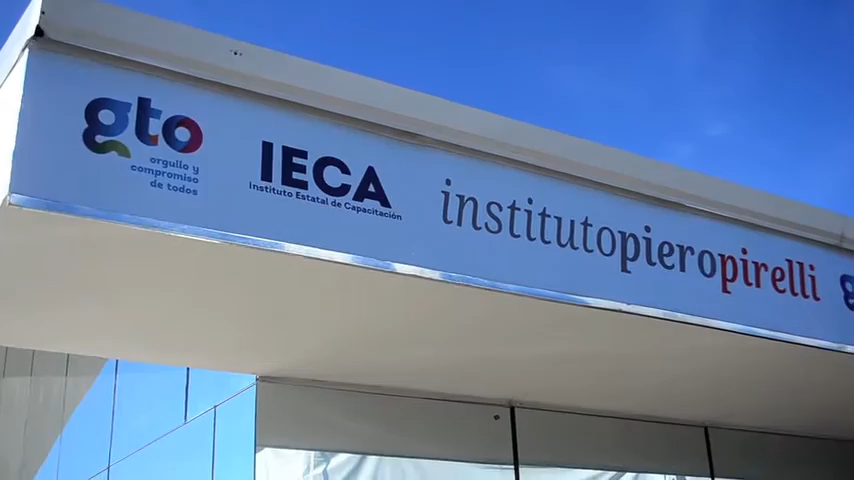 gto
orgullo y
compromiso
de todos
IECA
Instituto Estatal de Capacitación
institutopieropirelli
g